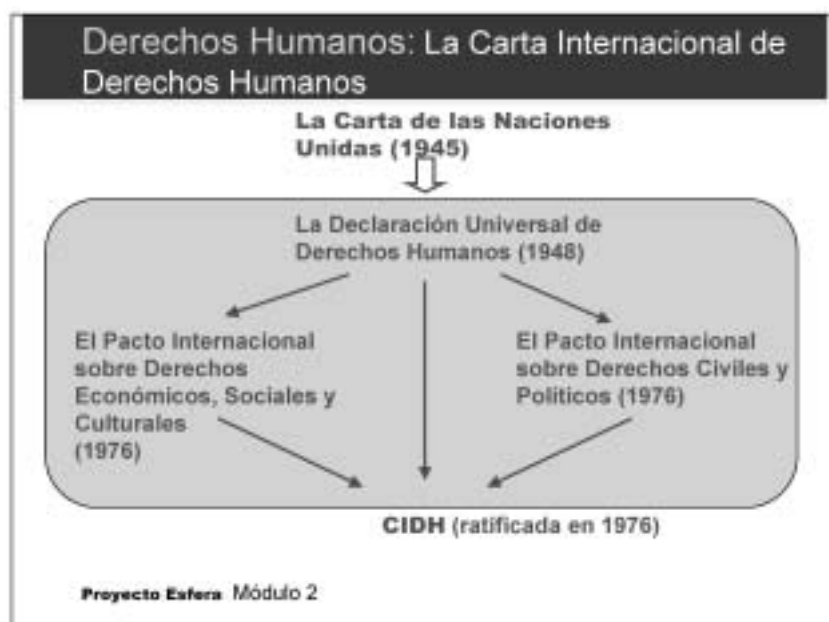 Derechos Humanos: La Carta Internacional de
Derechos Humanos
La Carta de las Naciones
Unidas (1945)
La Declaración Universal de
Derechos Humanos (1948)
El Pacto Internacional
sobre Derechos
Económicos, Sociales y
Culturales
(1976)
El Pacto Internacional
sobre Derechos Civiles y
Políticos (1976)
CIDH (ratificada en 1976)
Proyecto Esfera Módulo 2